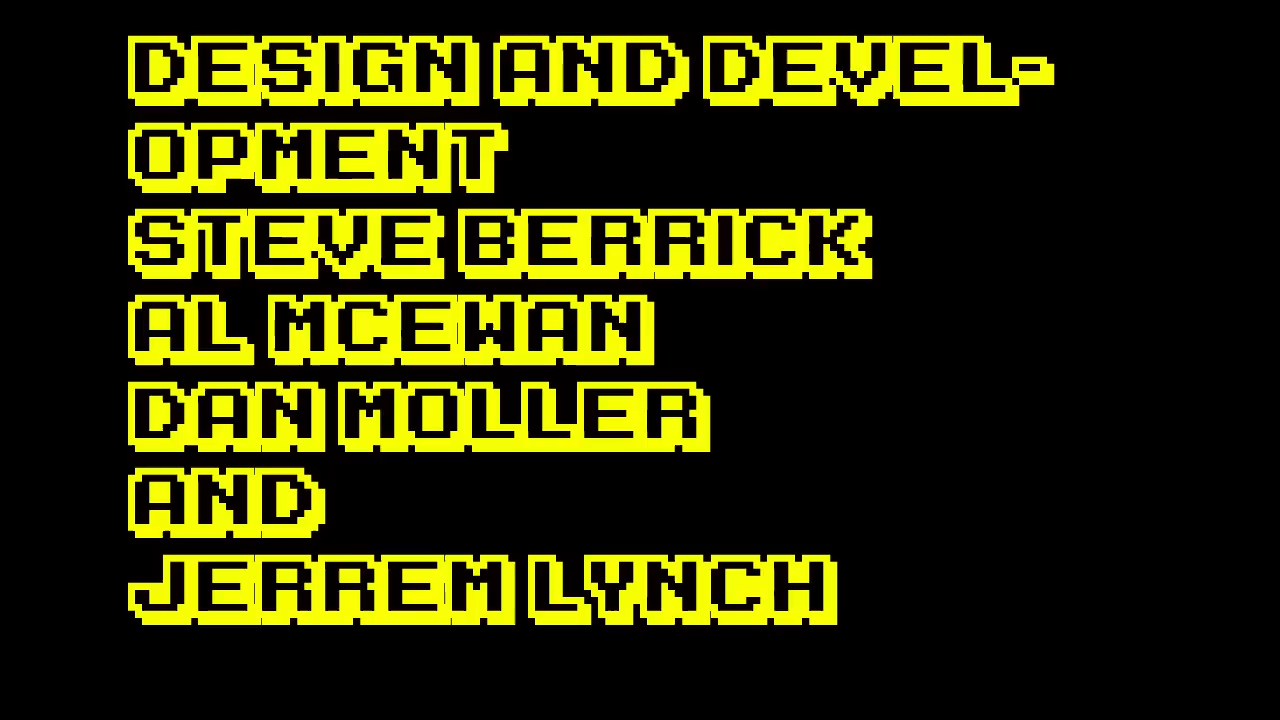 DESIGN AND DEVEL-
OPMENT
STEVE BERRICK
AL MCEWAN
DAN MOLLER
AND
JERREM LYNCH